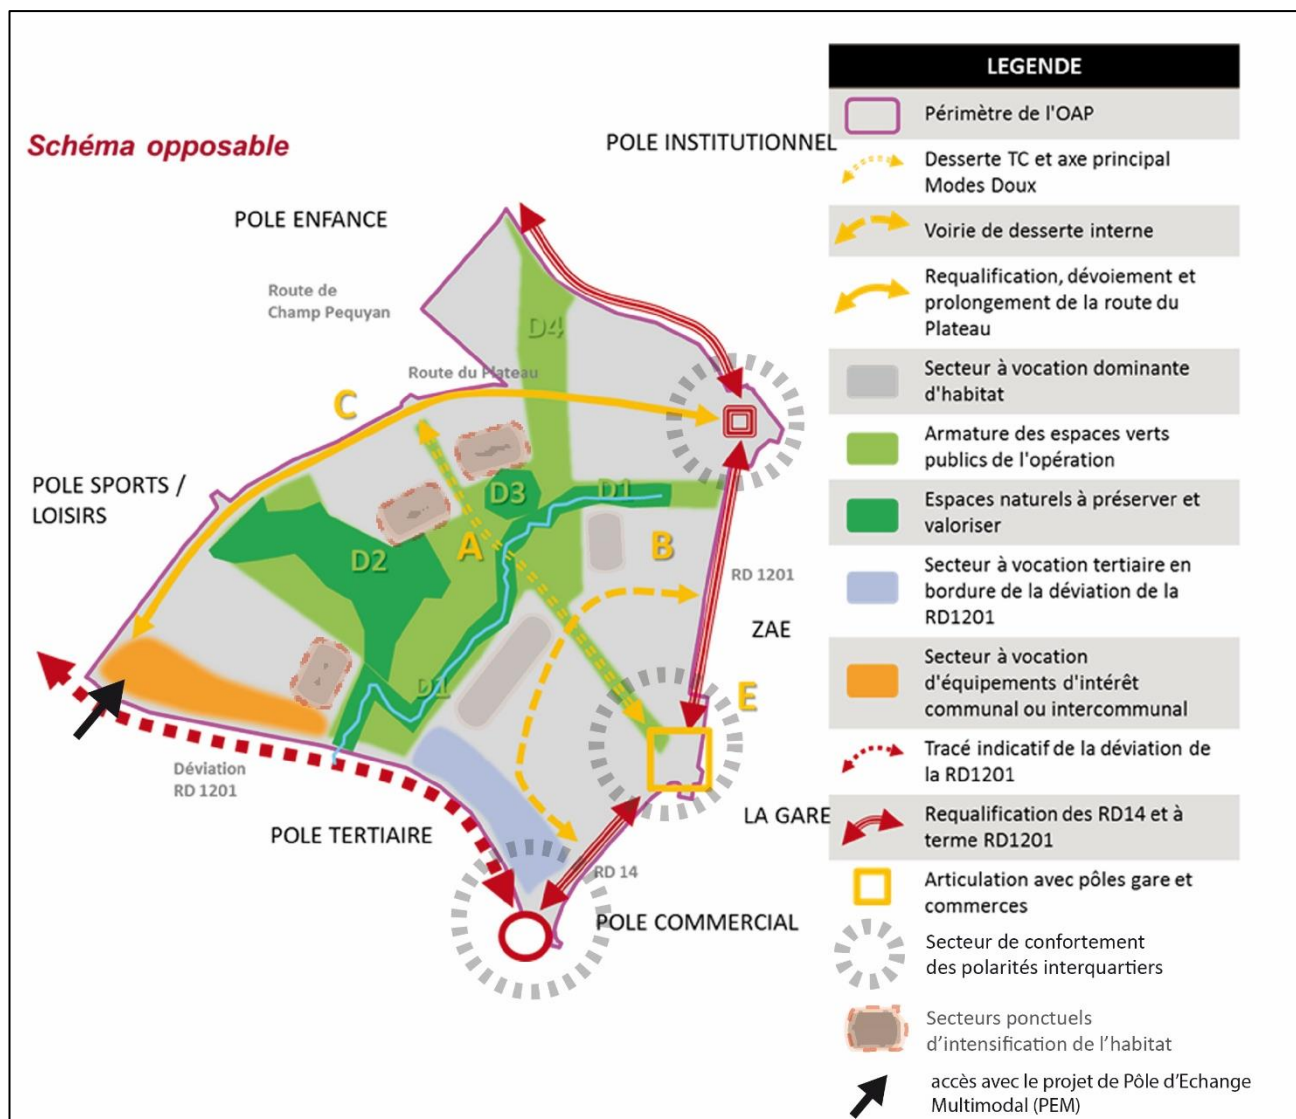 Schéma opposable
POLE INSTITUTIONNEL
POLE ENFANCE
Route de
Champ Pequyan
D4
Route du Plateau
C
POLE SPORTS /
LOISIRS
D3
D1
D2
A
B
RD 1201
ZAE
D1
E
Déviation
RD 1201
POLE TERTIAIRE
LA GARE
RD 14
POLE COMMERCIAL
LEGENDE
Périmètre de l'OAP
Desserte TC et axe principal
Modes Doux
Voirie de desserte interne
Requalification, dévoiement et
prolongement de la route du
Plateau
Secteur à vocation dominante
d'habitat
Armature des espaces verts
publics de l'opération
Espaces naturels à préserver et
valoriser
Secteur à vocation tertiaire en
bordure de la déviation de la
RD1201
Secteur à vocation
d'équipements d'intérêt
communal ou intercommunal
Tracé indicatif de la déviation de
la RD1201
Requalification des RD14 et à
terme RD1201
Articulation avec pôles gare et
commerces
Secteur de confortement
des polarités interquartiers
Secteurs ponctuels
d'intensification de l'habitat
accès avec le projet de Pôle d'Echange
Multimodal (PEM)